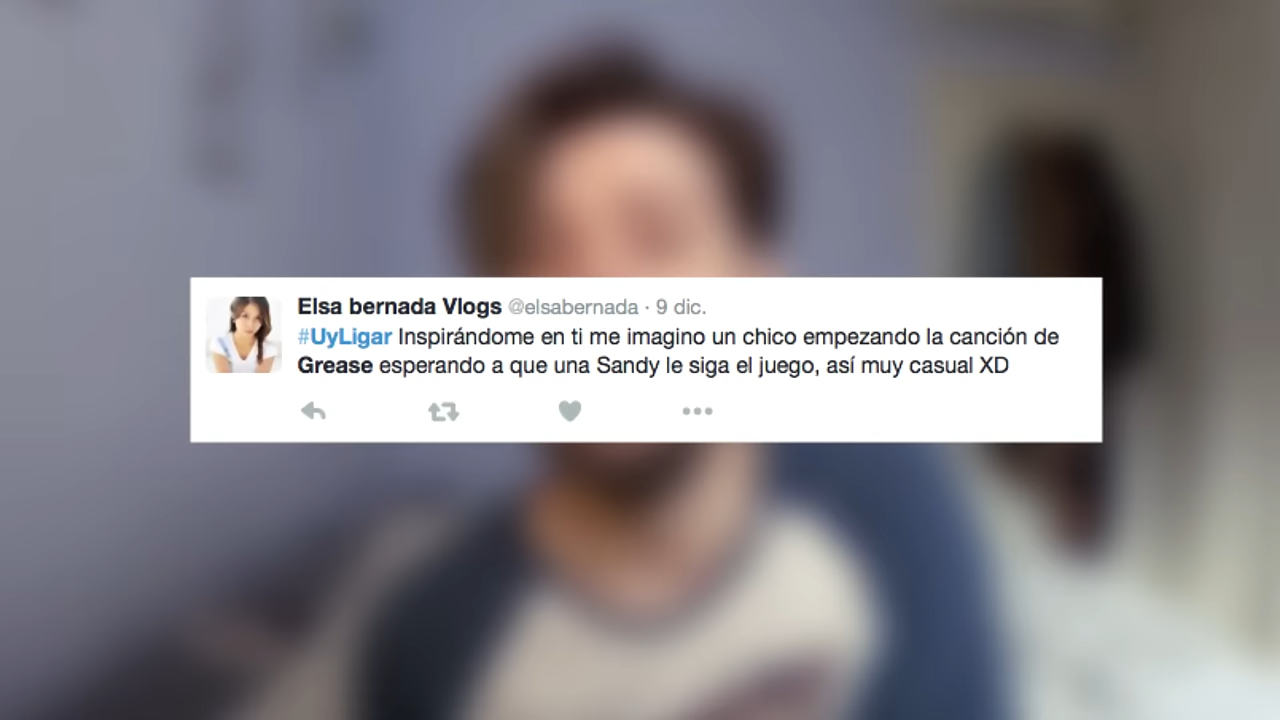 Elsa bernada Vlogs @elsabernada · 9 dic.
#UyLigar Inspirándome en ti me imagino un chico empezando la canción de
Grease esperando a que una Sandy le siga el juego, así muy casual XD